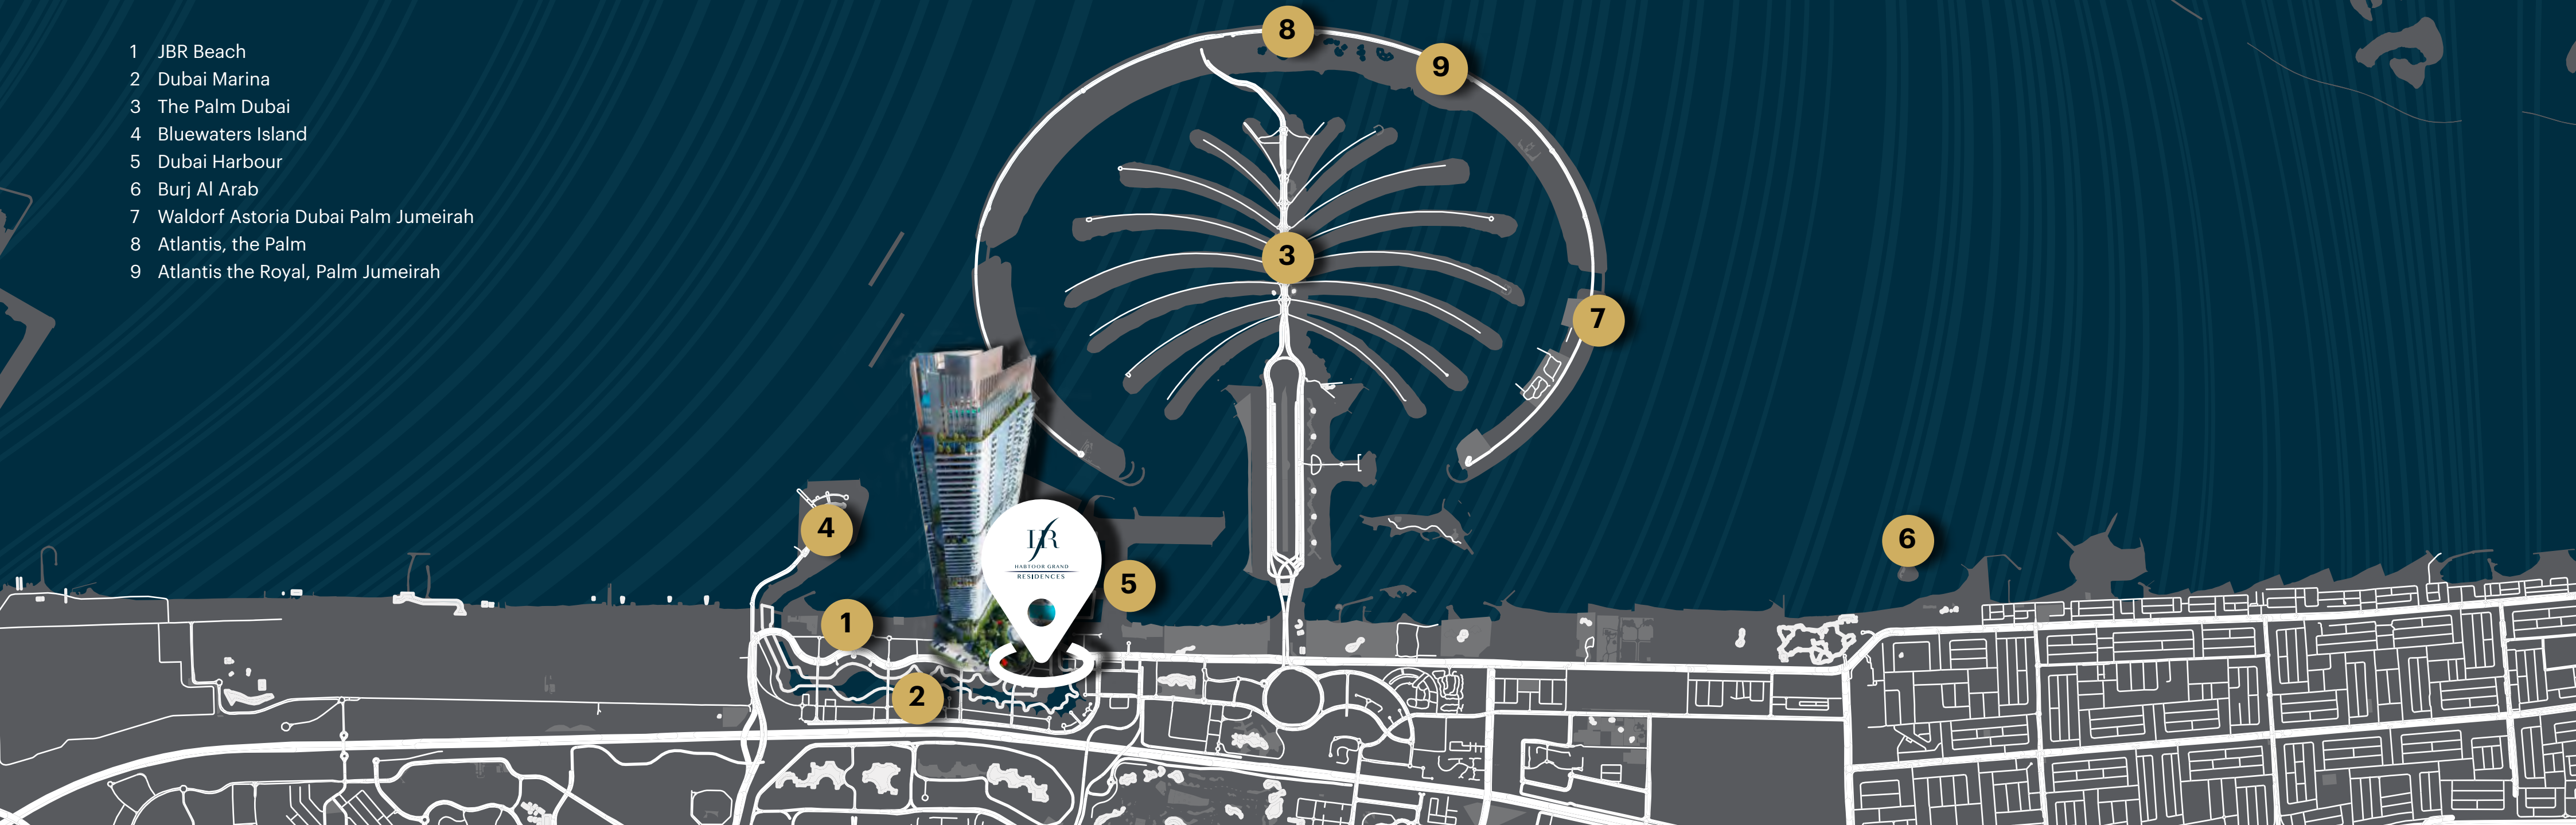 1 JBR Beach
2 Dubai Marina
3 The Palm Dubai
4 Bluewaters Island
5 Dubai Harbour
6 Burj Al Arab
7 Waldorf Astoria Dubai Palm Jumeirah
8 Atlantis, the Palm
9 Atlantis the Royal, Palm Jumeirah
8
9
3
7
4
6
HR
HABTOOR GRAND
RESIDENCES
5
1
2